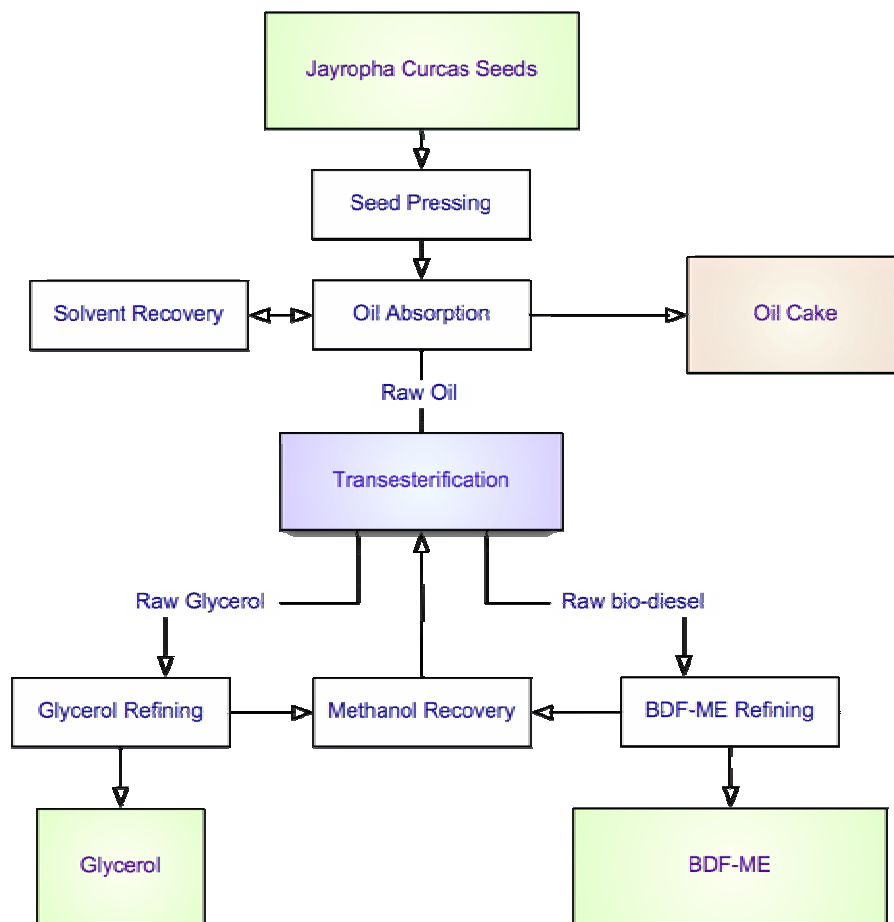 Jayropha Curcas Seeds
Seed Pressing
Solvent Recovery
Oil Absorption
Oil Cake
Raw Oil
Transesterification
Raw Glycerol
Raw bio-diesel
Glycerol Refining
Methanol Recovery
BDF-ME Refining
Glycerol
BDF-ME